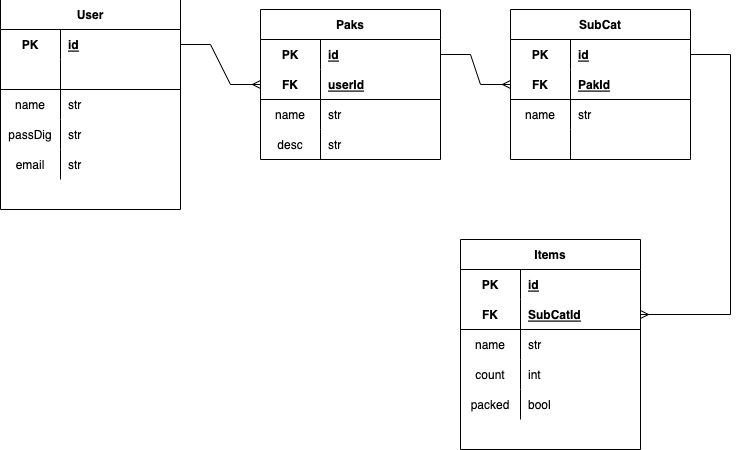 User
PK id
name str
passDig str
email str
Paks
PK id
FK userId
name str
desc str
SubCat
PK id
FK PakId
name str
Items
PK id
FK SubCatId
name str
count int
packed bool